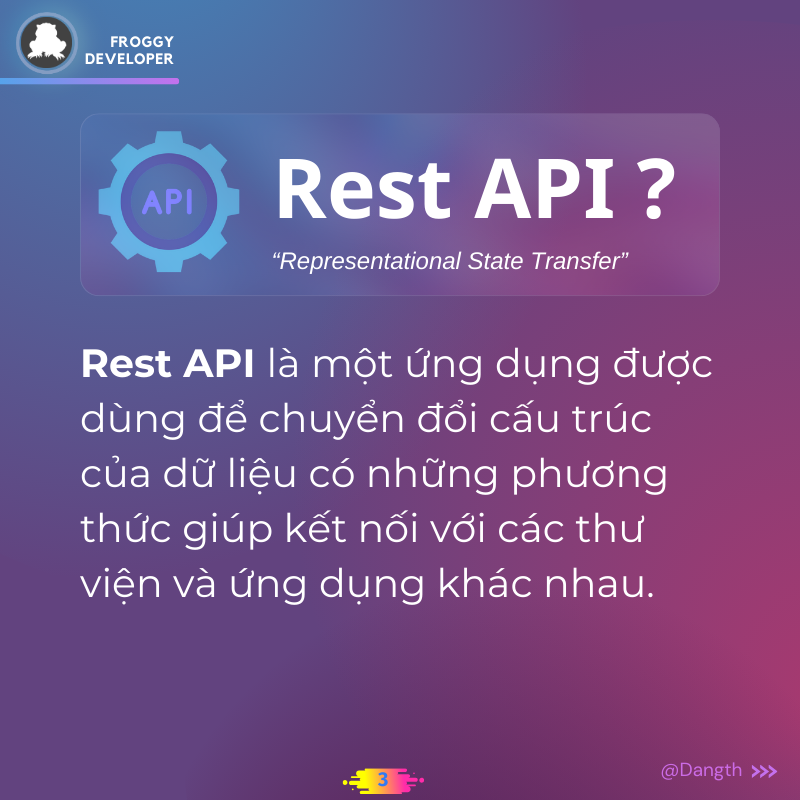 FROGGY
DEVELOPER
API
Rest API ?
“Representational State Transfer”
Rest API là một ứng dụng được
dùng để chuyển đổi cấu trúc
của dữ liệu có những phương
thức giúp kết nối với các thư
viện và ứng dụng khác nhau.
3
@Dangth